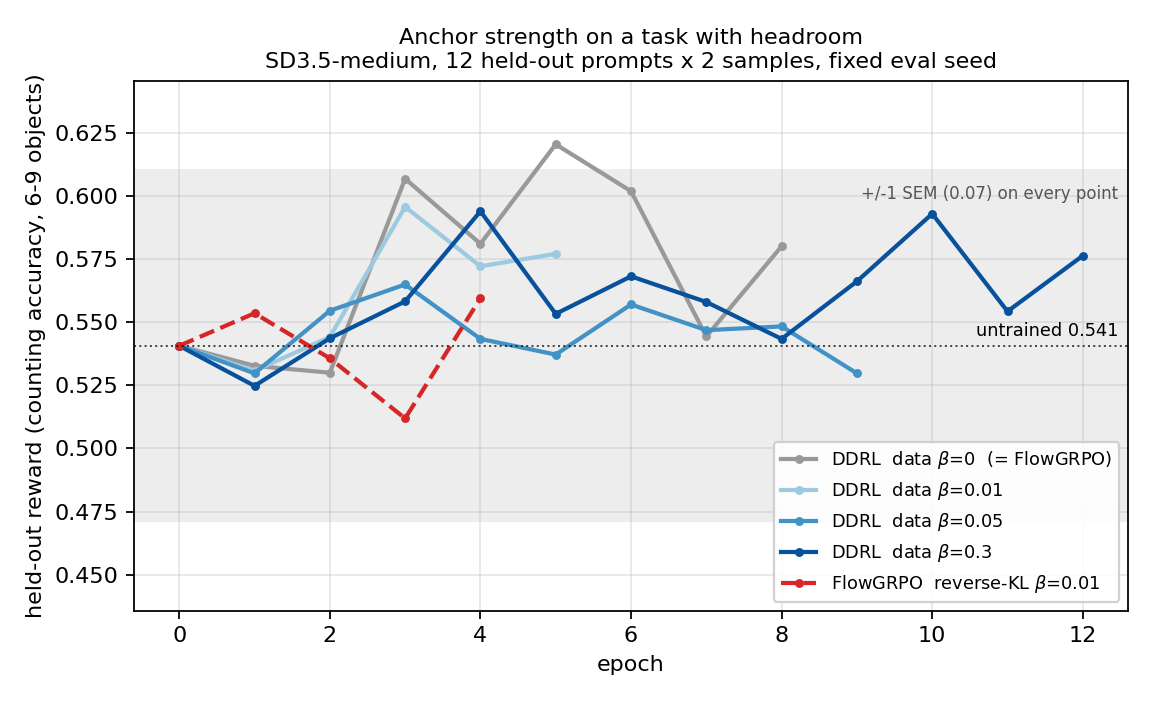 Anchor strength on a task with headroom
SD3.5-medium, 12 held-out prompts x 2 samples, fixed eval seed
held-out reward (counting accuracy, 6-9 objects)
0.625
0.600
0.575
0.550
0.525
0.500
0.475
0.450
+/-1 SEM (0.07) on every point
untrained 0.541
DDRL  data β=0  (= FlowGRPO)
DDRL  data β=0.01
DDRL  data β=0.05
DDRL  data β=0.3
FlowGRPO  reverse-KL β=0.01
0 2 4 6 8 10 12
epoch